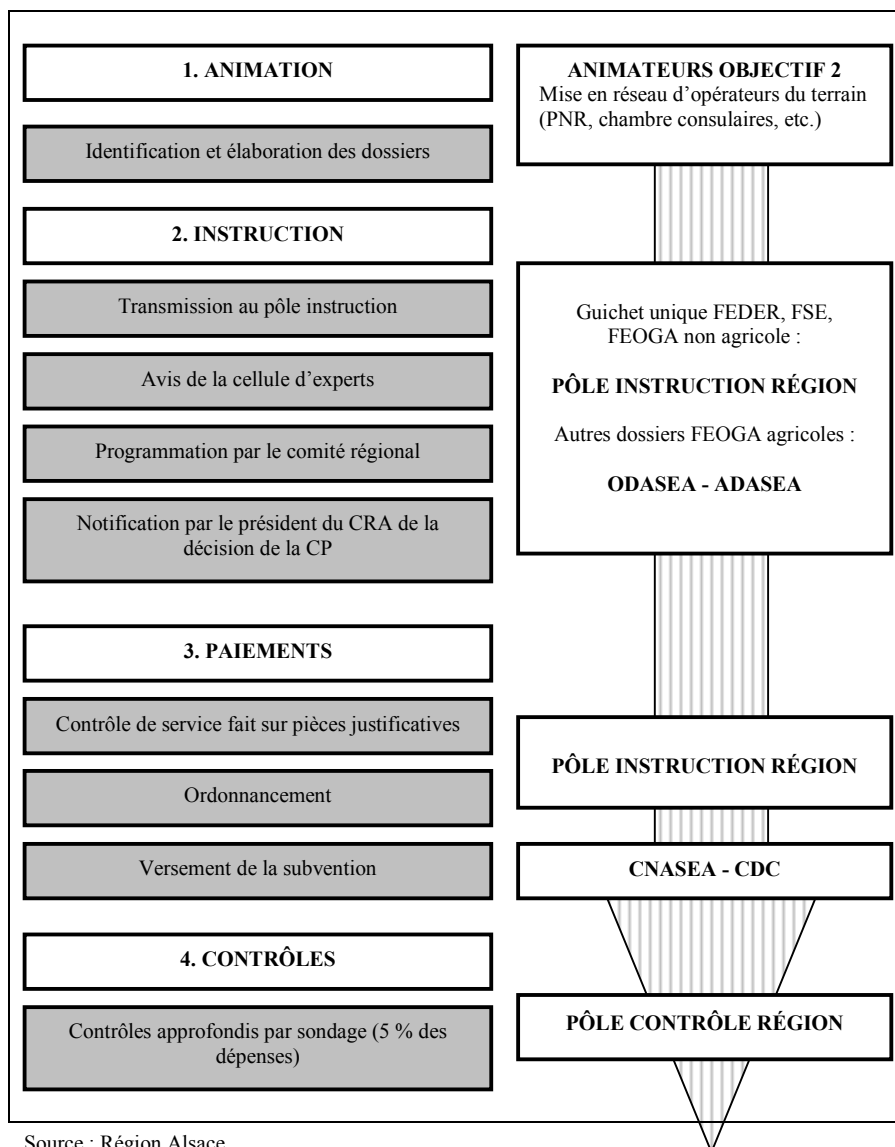 1. ANIMATION
Identification et élaboration des dossiers
2. INSTRUCTION
Transmission au pôle instruction
Avis de la cellule d'experts
Programmation par le comité régional
Notification par le président du CRA de la
décision de la CP
3. PAIEMENTS
Contrôle de service fait sur pièces justificatives
Ordonnancement
Versement de la subvention
4. CONTRÔLES
Contrôles approfondis par sondage (5 % des
dépenses)
ANIMATEURS OBJECTIF 2
Mise en réseau d'opérateurs du terrain
(PNR, chambre consulaires, etc.)
Guichet unique FEDER, FSE,
FEOGA non agricole :
PÔLE INSTRUCTION RÉGION
Autres dossiers FEOGA agricoles :
ODASEA - ADASEA
PÔLE INSTRUCTION RÉGION
CNASEA - CDC
PÔLE CONTRÔLE RÉGION
Source : Région Alsace